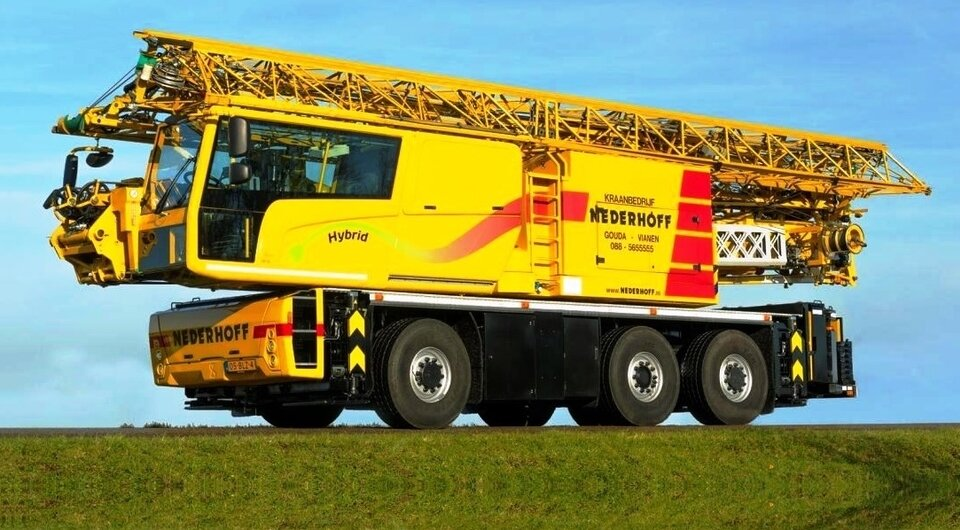 Hybrid
KRAANBEDRIJF
NEDERHOFF
GOUDA - VIANEN
088 - 5655555
www.NEDERHOFF.nl
NEDERHOFF